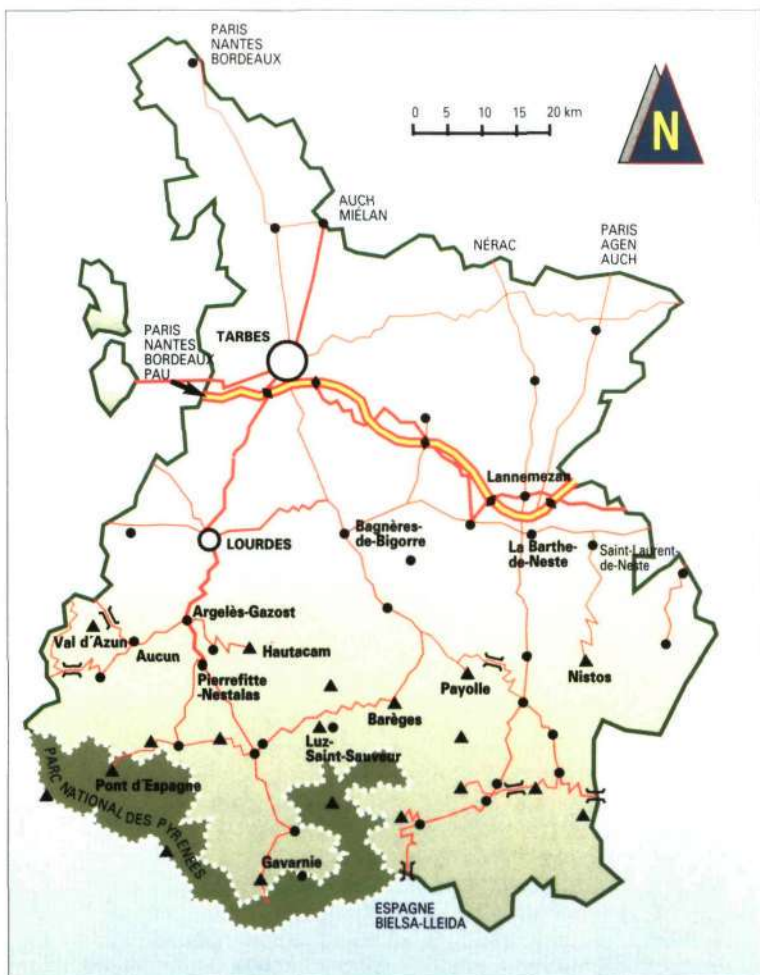 PARIS
NANTES
BORDEAUX
0 5 10 15 20 km
N
AUCH
MIÉLAN
NÉRAC
PARIS
AGEN
AUCH
PARIS
NANTES
BORDEAUX
PAU
TARBES
Lannemezan
LOURDES
Bagnères-
de-Bigorre
La Barthe-
de-Neste
Saint-Laurent-
de-Neste
Argelès-Gazost
Val d'Azun
Aucun
Hautacam
Pierrefitte
-Nestalas
Payolle
Nistos
Barèges
Luz-
Saint-Sauveur
Pont d'Espagne
PARC NATIONAL DES PYRÉNÉES
Gavarnie
ESPAGNE
BIELSA-LLEIDA